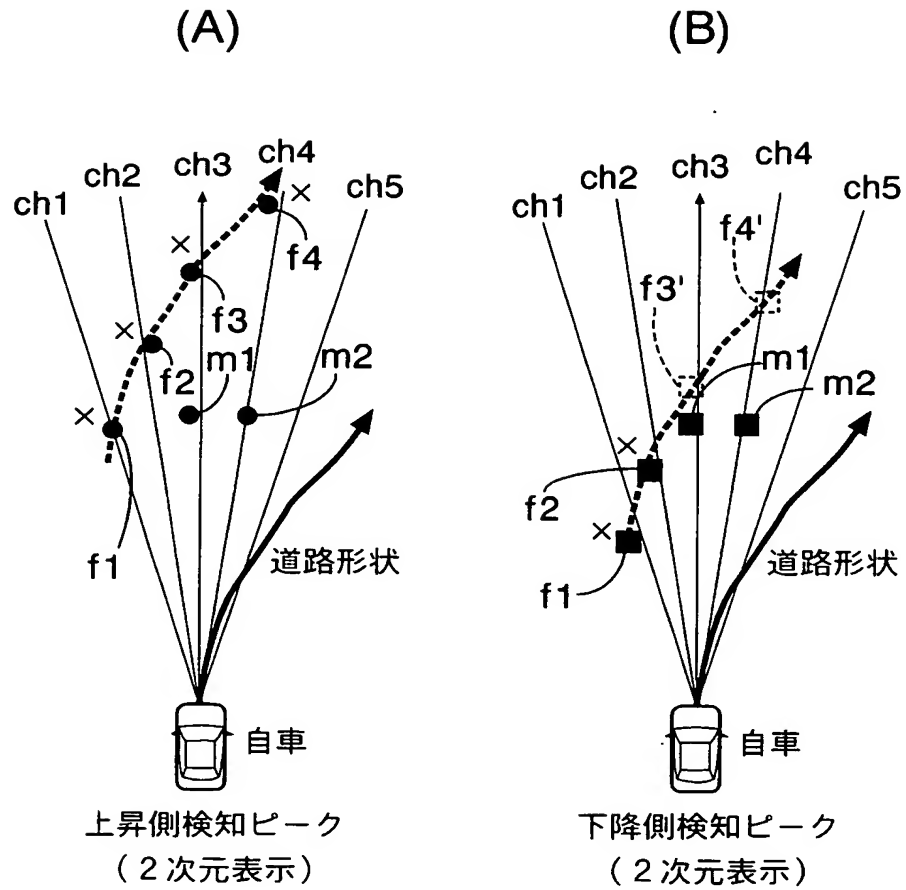 (A)
ch1
ch2
ch3
ch4
ch5
×
f4
×
f3
×
f2
m1
m2
×
f1
道路形状
自車
上昇側検知ピーク
(2次元表示)
(B)
ch1
ch2
ch3
ch4
ch5
f4'
f3'
m1
m2
×
f2
×
f1
道路形状
自車
下降側検知ピーク
(2次元表示)